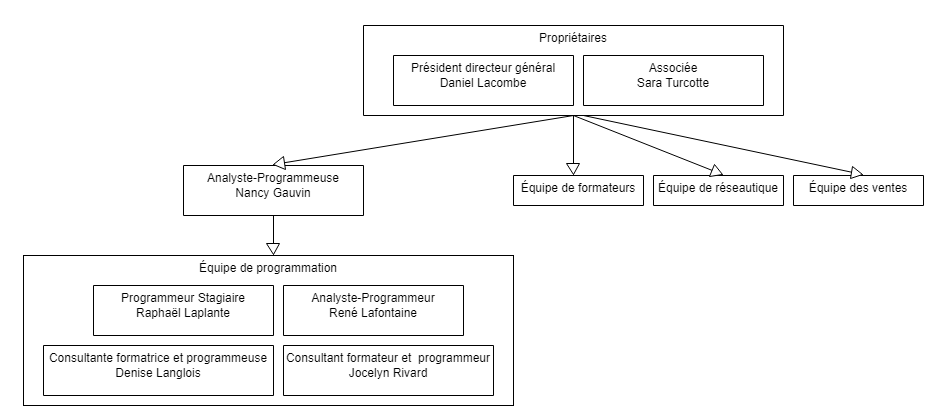 Propriétaires
Président directeur général
Daniel Lacombe
Associée
Sara Turcotte
Analyste-Programmeuse
Nancy Gauvin
Équipe de formateurs
Équipe de réseautique
Équipe des ventes
Équipe de programmation
Programmeur Stagiaire
Raphaël Laplante
Analyste-Programmeur
René Lafontaine
Consultante formatrice et programmeuse
Denise Langlois
Consultant formateur et programmeur
Jocelyn Rivard